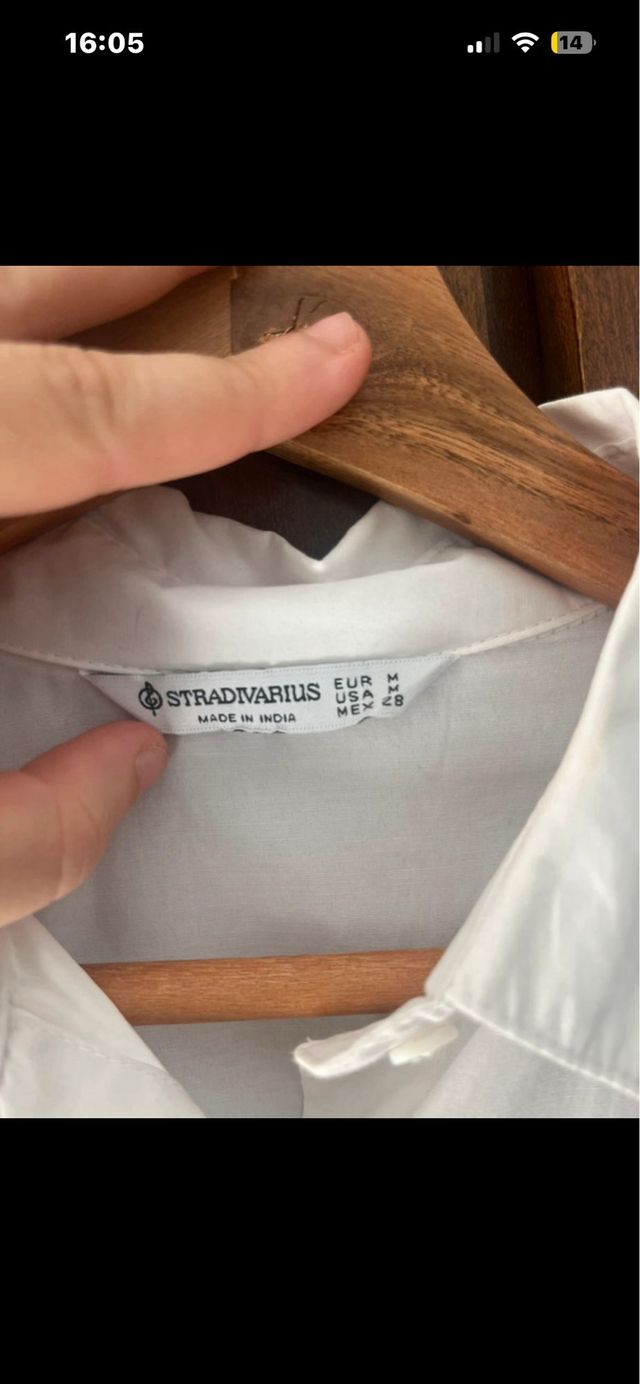 16:05
14
STRADIVARIUS
MADE IN INDIA
EUR M
USA M
MEX 28